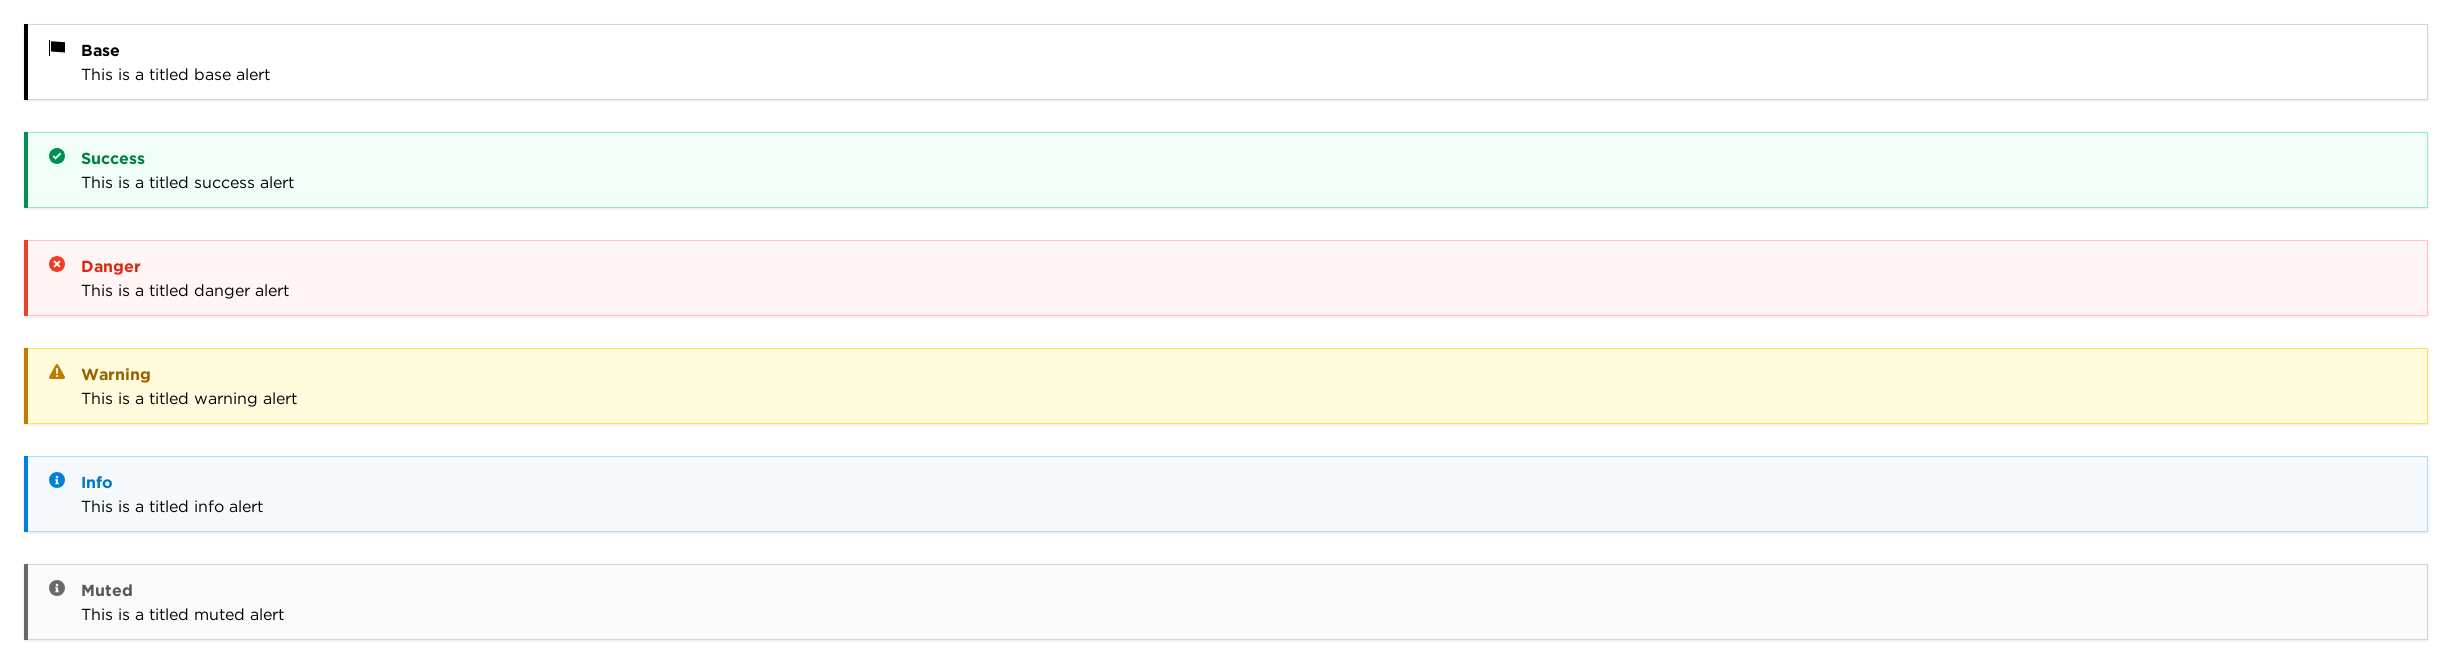 Base
This is a titled base alert
Success
This is a titled success alert
Danger
This is a titled danger alert
Warning
This is a titled warning alert
Info
This is a titled info alert
Muted
This is a titled muted alert